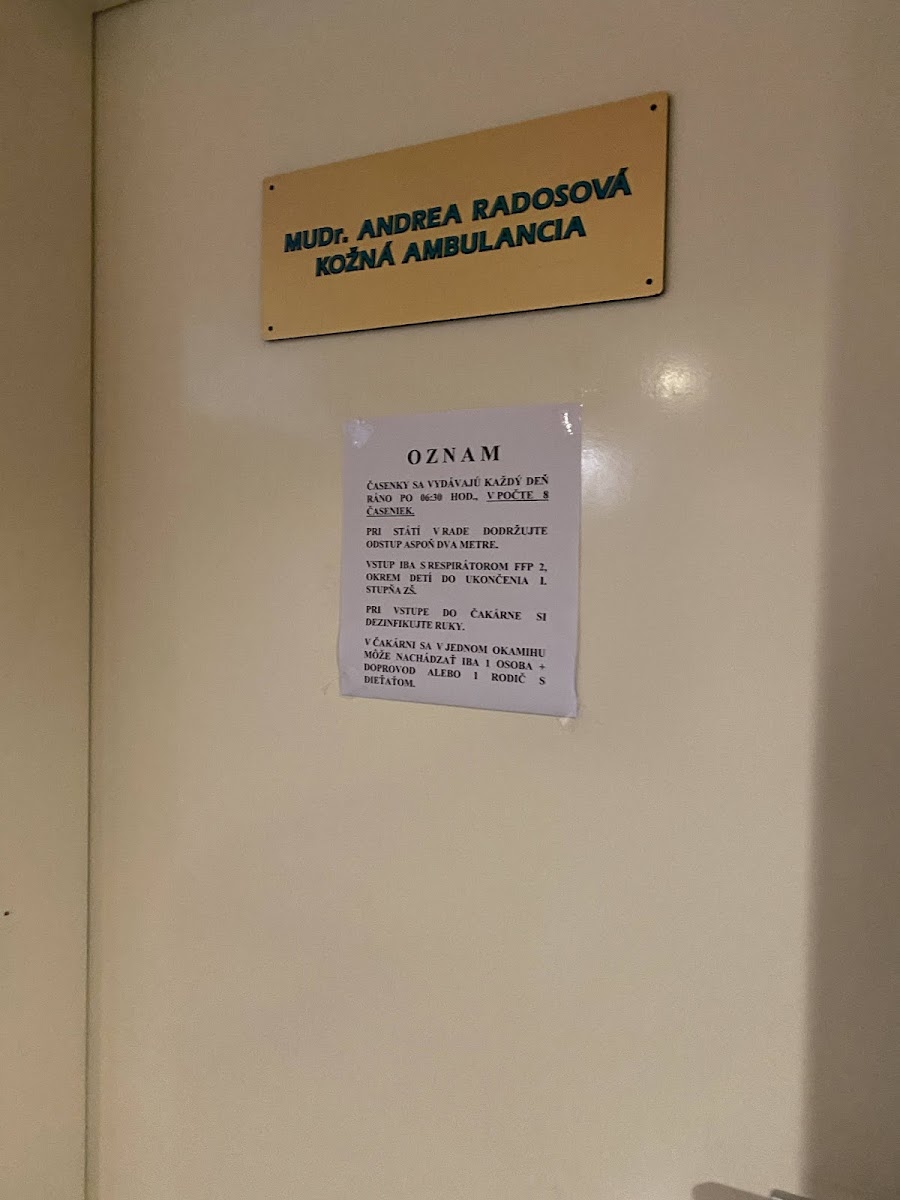 MUDr. ANDREA RADOSOVÁ
KOŽNÁ AMBULANCIA
OZNAM
ČASENKY SA VYDÁVAJÚ KAŽDÝ DEŇ
RÁNO PO 06:30 HOD., V POČTE 8
ČASENIEK.
PRI STÁTÍ V RADE DODRŽUJTE
ODSTUP ASPOŇ DVA METRE.
VSTUP IBA S RESPIRÁTOROM FFP 2,
OKREM DETÍ DO UKONČENIA I.
STUPŇA ZŠ.
PRI VSTUPE DO ČAKÁRNE SI
DEZINFIKUJTE RUKY.
V ČAKÁRNI SA V JEDNOM OKAMIHU
MÔŽE NACHÁDZAŤ IBA 1 OSOBA +
DOPROVOD ALEBO 1 RODIČ S
DIEŤAŤOM.